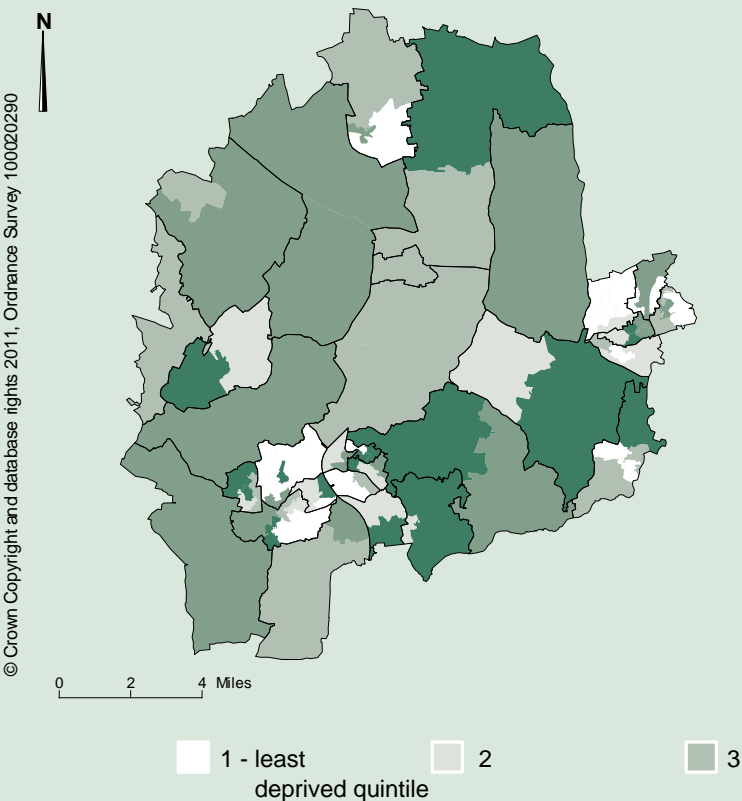 N
© Crown Copyright and database rights 2011, Ordnance Survey 100020290
0 2 4 Miles
1 - least 2 3
deprived quintile